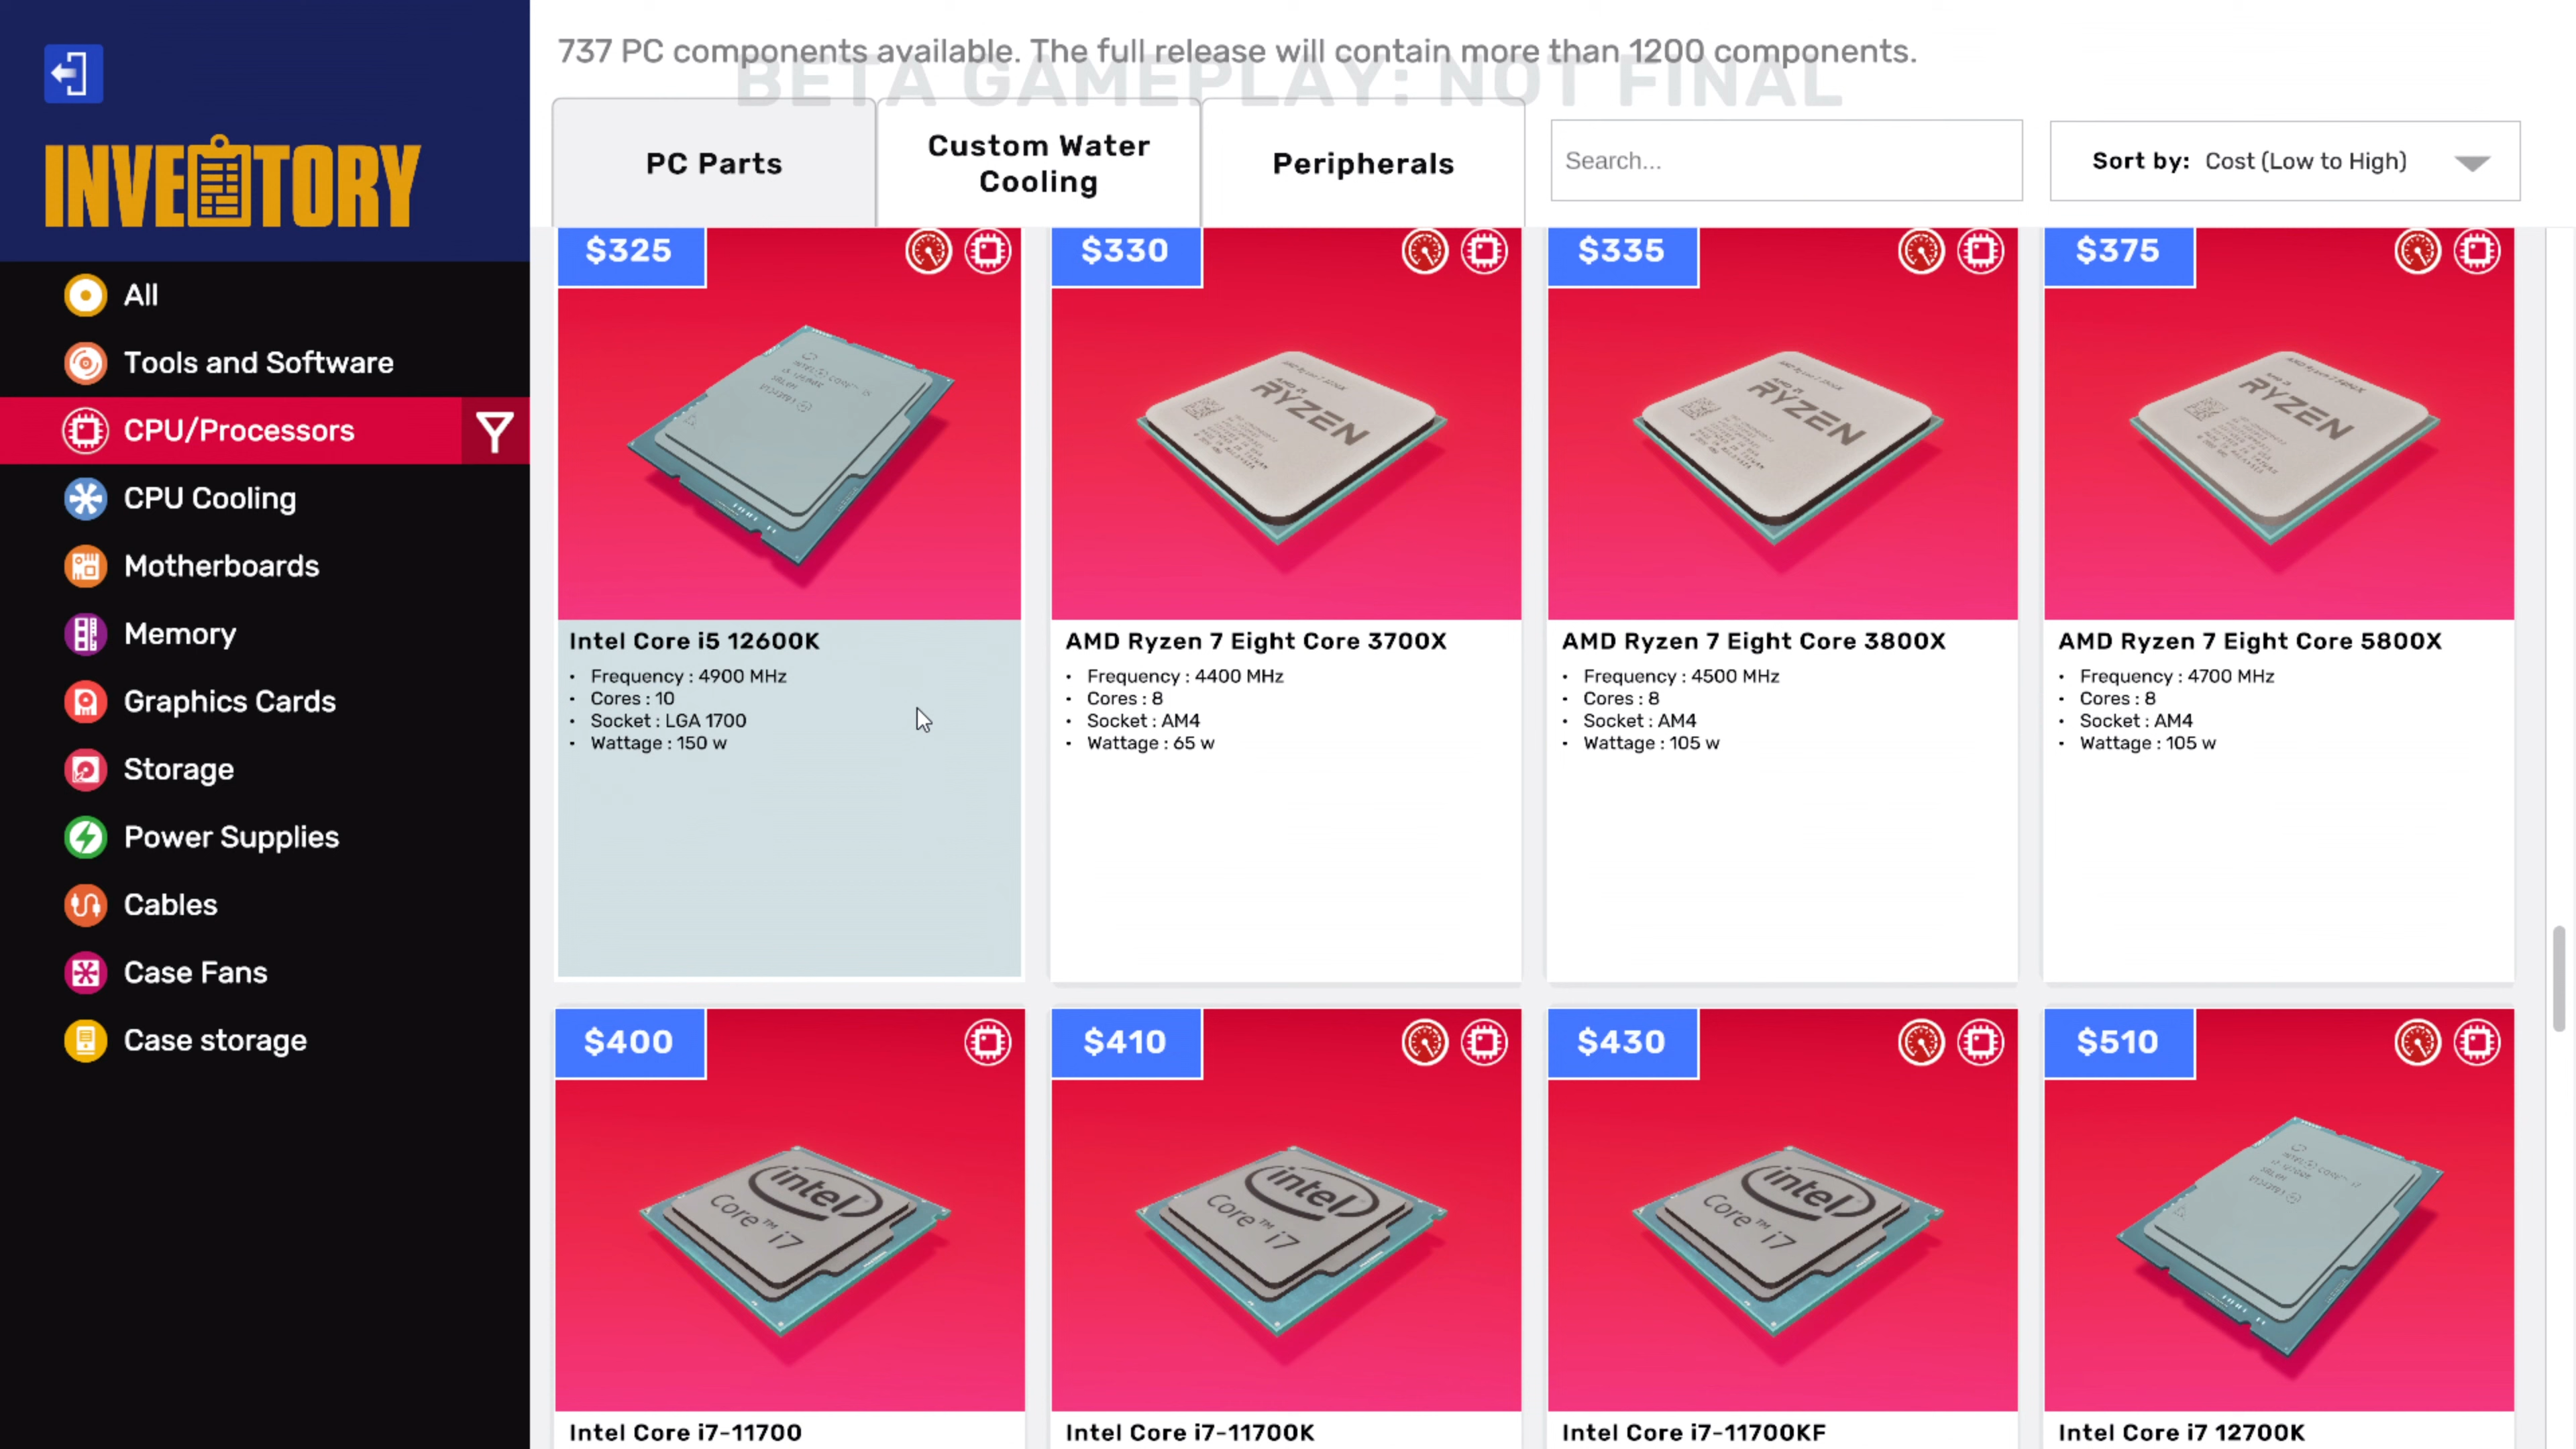 737 PC components available. The full release will contain more than 1200 components.
BETA GAMEPLAY: NOT FINAL
INVENTORY
PC Parts
Custom Water
Cooling
Peripherals
Search...
Sort by: Cost (Low to High)
All
Tools and Software
CPU/Processors
CPU Cooling
Motherboards
Memory
Graphics Cards
Storage
Power Supplies
Cables
Case Fans
Case storage
$325
$330
$335
$375
RYZEN
RYZEN
RYZEN
Intel Core i5 12600K
• Frequency : 4900 MHz
• Cores : 10
• Socket : LGA 1700
• Wattage : 150 w
AMD Ryzen 7 Eight Core 3700X
• Frequency : 4400 MHz
• Cores : 8
• Socket : AM4
• Wattage : 65 w
AMD Ryzen 7 Eight Core 3800X
• Frequency : 4500 MHz
• Cores : 8
• Socket : AM4
• Wattage : 105 w
AMD Ryzen 7 Eight Core 5800X
• Frequency : 4700 MHz
• Cores : 8
• Socket : AM4
• Wattage : 105 w
$400
$410
$430
$510
intel
Core™ i7
intel
Core™ i7
intel
Core™ i7
Intel Core i7-11700
Intel Core i7-11700K
Intel Core i7-11700KF
Intel Core i7 12700K